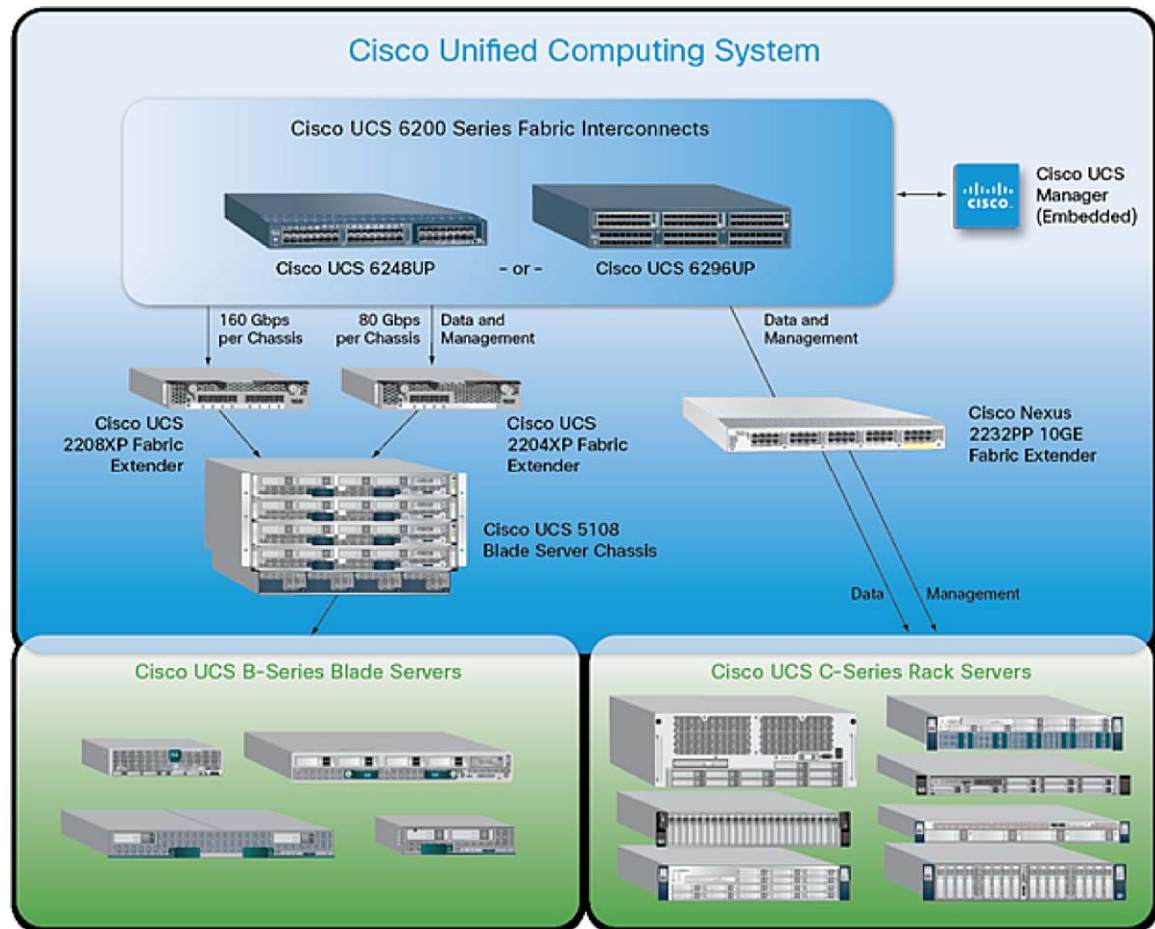 Cisco Unified Computing System
Cisco UCS 6200 Series Fabric Interconnects
Cisco UCS 6248UP
- or -
Cisco UCS 6296UP
CISCO
Cisco UCS
Manager
(Embedded)
160 Gbps
per Chassis
80 Gbps
per Chassis
Data and
Management
Data and
Management
Cisco UCS
2208XP Fabric
Extender
Cisco UCS
2204XP Fabric
Extender
Cisco Nexus
2232PP 10GE
Fabric Extender
Cisco UCS 5108
Blade Server Chassis
Data
Management
Cisco UCS B-Series Blade Servers
Cisco UCS C-Series Rack Servers